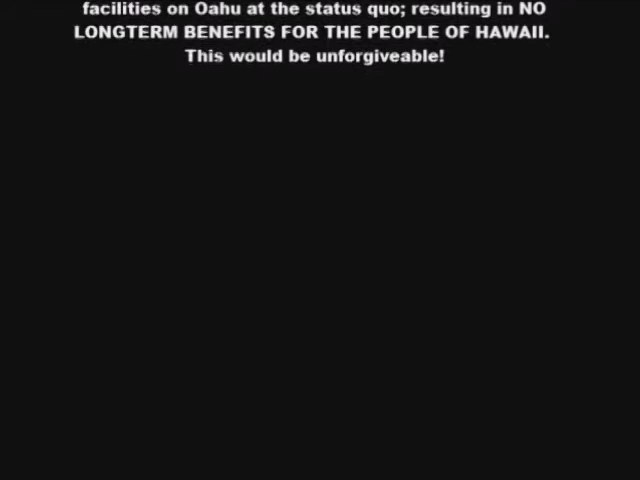 facilities on Oahu at the status quo; resulting in NO
LONGTERM BENEFITS FOR THE PEOPLE OF HAWAII.
This would be unforgiveable!